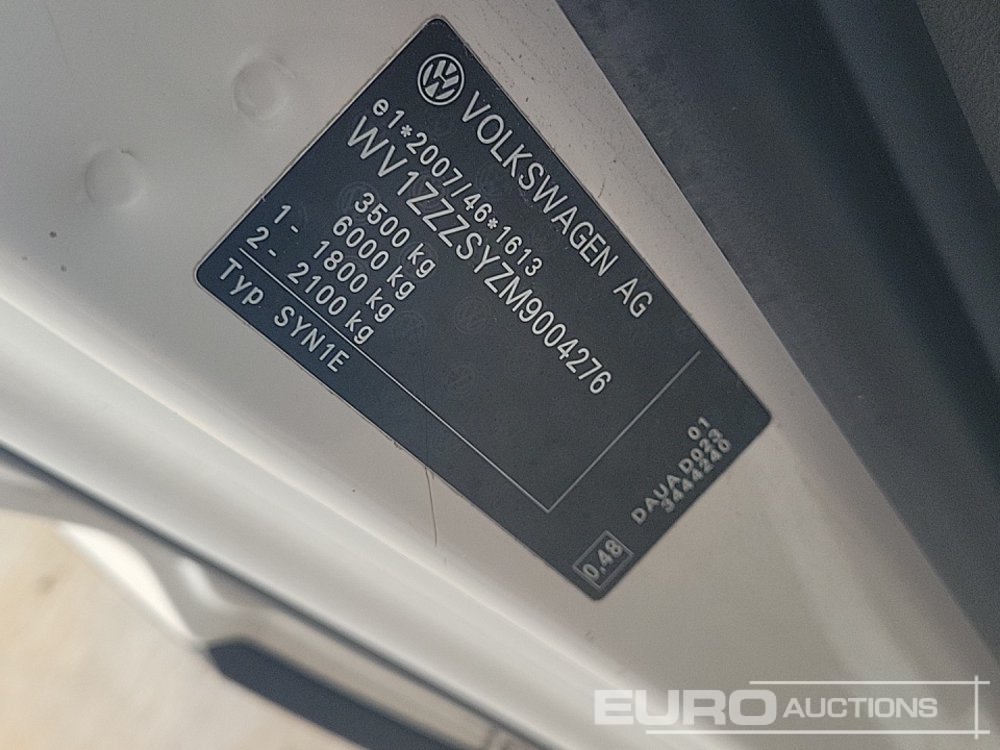 VOLKSWAGEN AG
e1*2007/46*1613
WV1ZZZSYZM9004276
3500 kg
6000 kg
1- 1800 kg
2- 2100 kg
TYP SYN1E
01
DAUA D023
3444240
0.48
EURO AUCTIONS